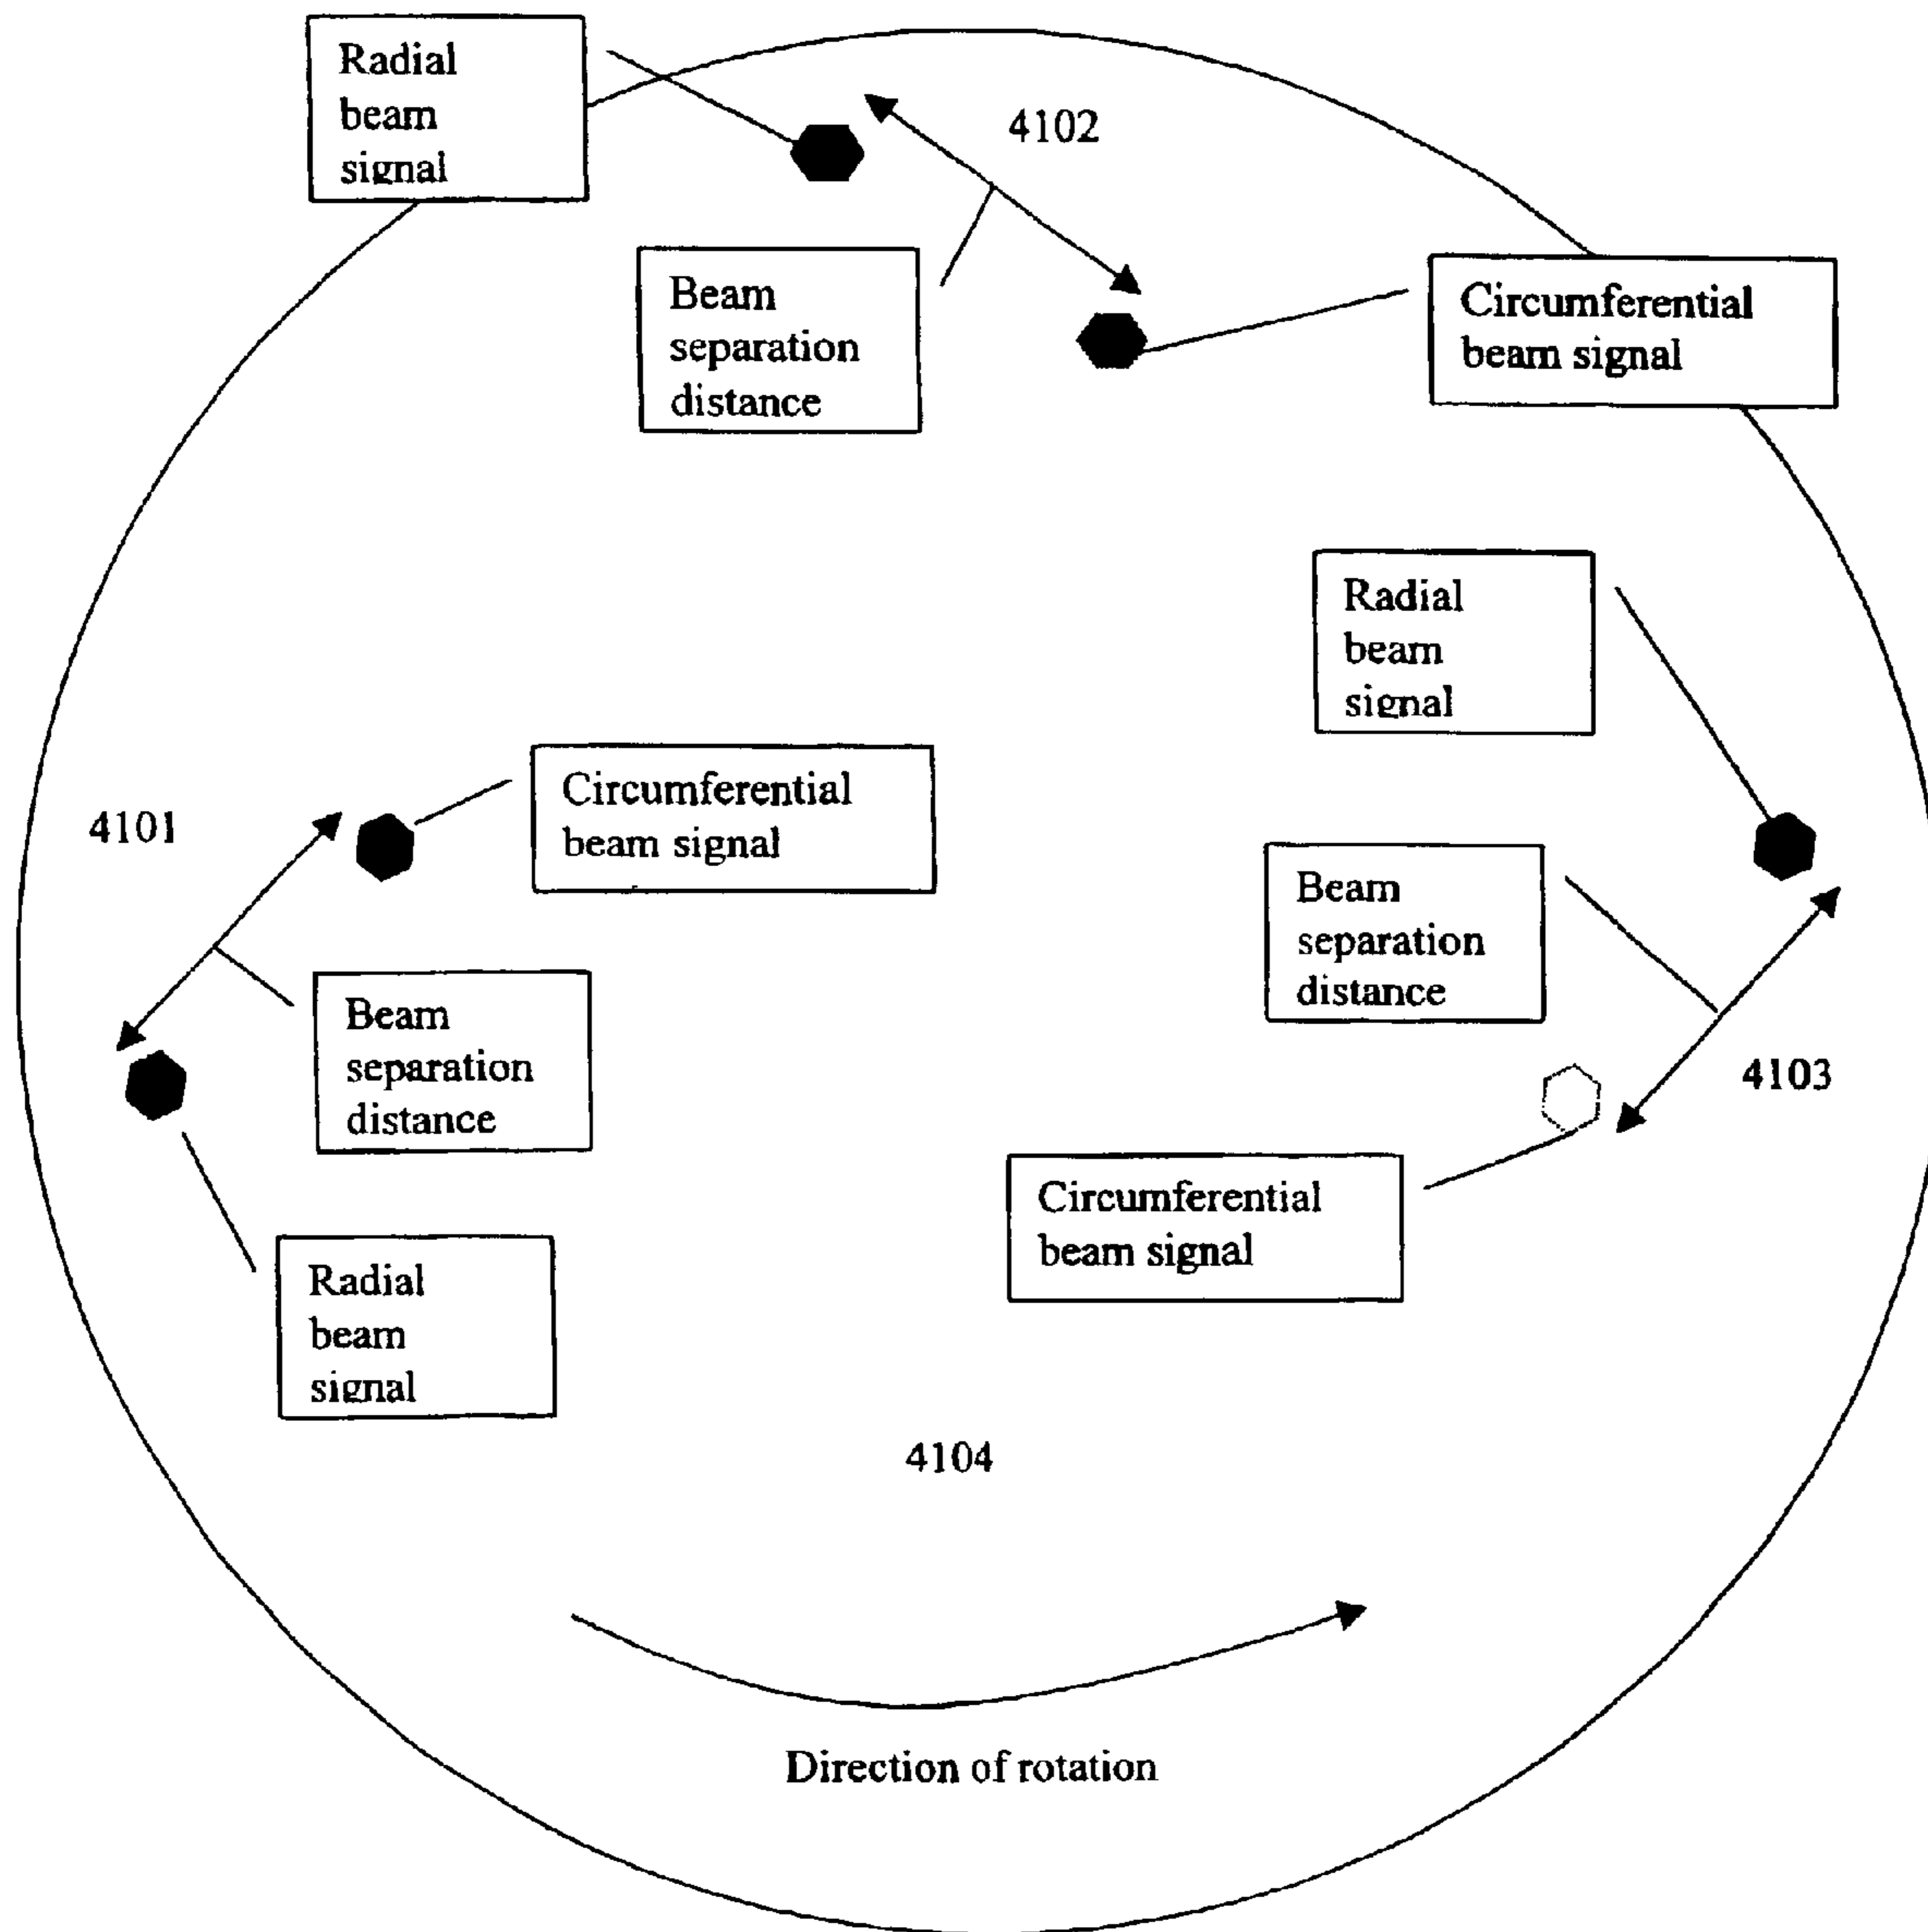 Radial
beam
signal
4102
Beam
separation
distance
Circumferential
beam signal
Radial
beam
signal
4101
Circumferential
beam signal
Beam
separation
distance
Beam
separation
distance
4103
Circumferential
beam signal
Radial
beam
signal
4104
Direction of rotation